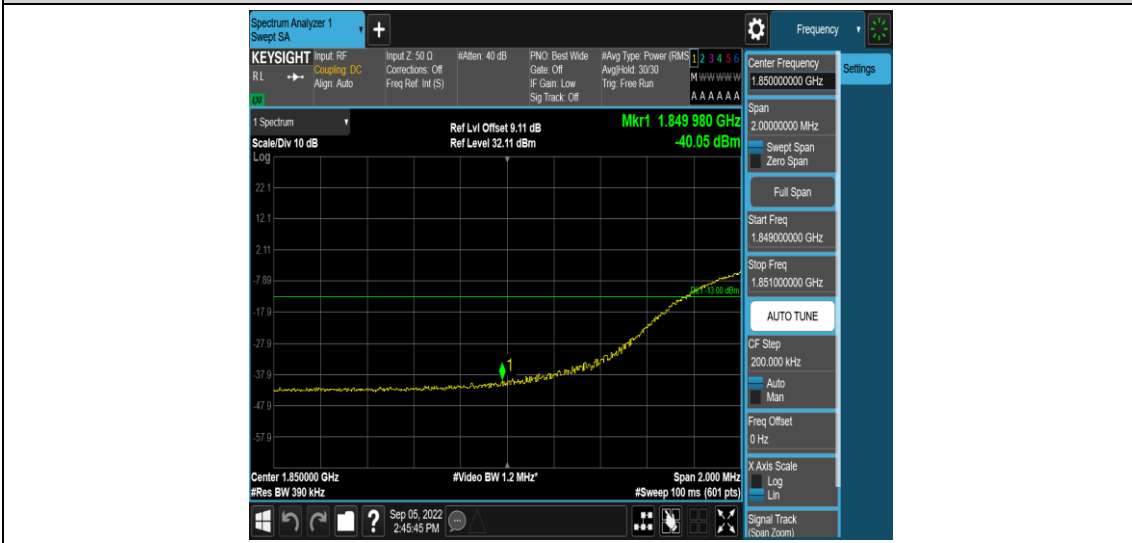 Spectrum Analyzer 1
Swept SA
Frequency
KEYSIGHT
RL
LXI
Input: RF
Coupling: DC
Align: Auto
Input Z: 50 Ω
Corrections: Off
Freq Ref: Int (S)
#Atten: 40 dB
PNO: Best Wide
Gate: Off
IF Gain: Low
Sig Track: Off
#Avg Type: Power (RMS
Avg|Hold: 30/30
Trig: Free Run
1 2 3 4 5 6
M W W W W W
A A A A A A
Center Frequency
1.850000000 GHz
Settings
Span
2.00000000 MHz
Swept Span
Zero Span
Full Span
Start Freq
1.849000000 GHz
Stop Freq
1.851000000 GHz
AUTO TUNE
CF Step
200.000 kHz
Auto
Man
Freq Offset
0 Hz
X Axis Scale
Log
Lin
Signal Track
(Span Zoom)
1 Spectrum
Scale/Div 10 dB
Log
Ref Lvl Offset 9.11 dB
Ref Level 32.11 dBm
Mkr1 1.849 980 GHz
-40.05 dBm
22.1
12.1
2.11
-7.89
DL1 -13.00 dBm
-17.9
-27.9
1
-37.9
-47.9
-57.9
Center 1.850000 GHz
#Video BW 1.2 MHz*
Span 2.000 MHz
#Res BW 390 kHz
#Sweep 100 ms (601 pts)
?
Sep 05, 2022
2:45:45 PM